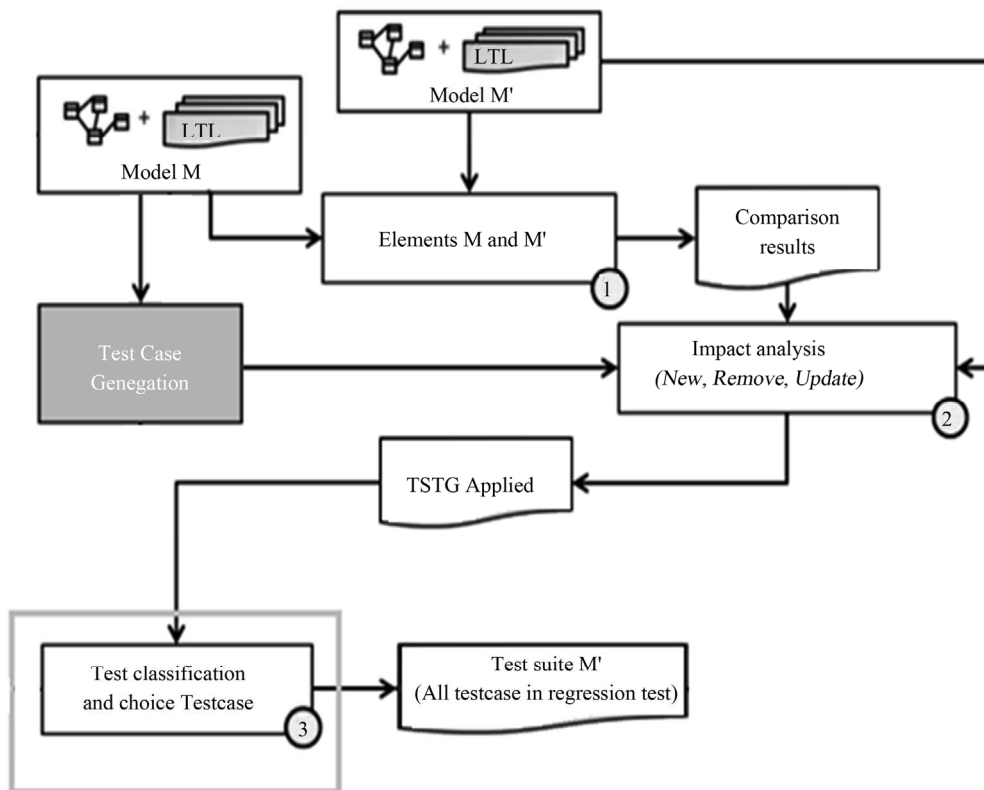 +
LTL
Model M'
+
LTL
Model M
Elements M and M'
1
Comparison
results
Test Case
Genegation
Impact analysis
(New, Remove, Update)
2
TSTG Applied
Test classification
and choice Testcase
3
Test suite M'
(All testcase in regression test)